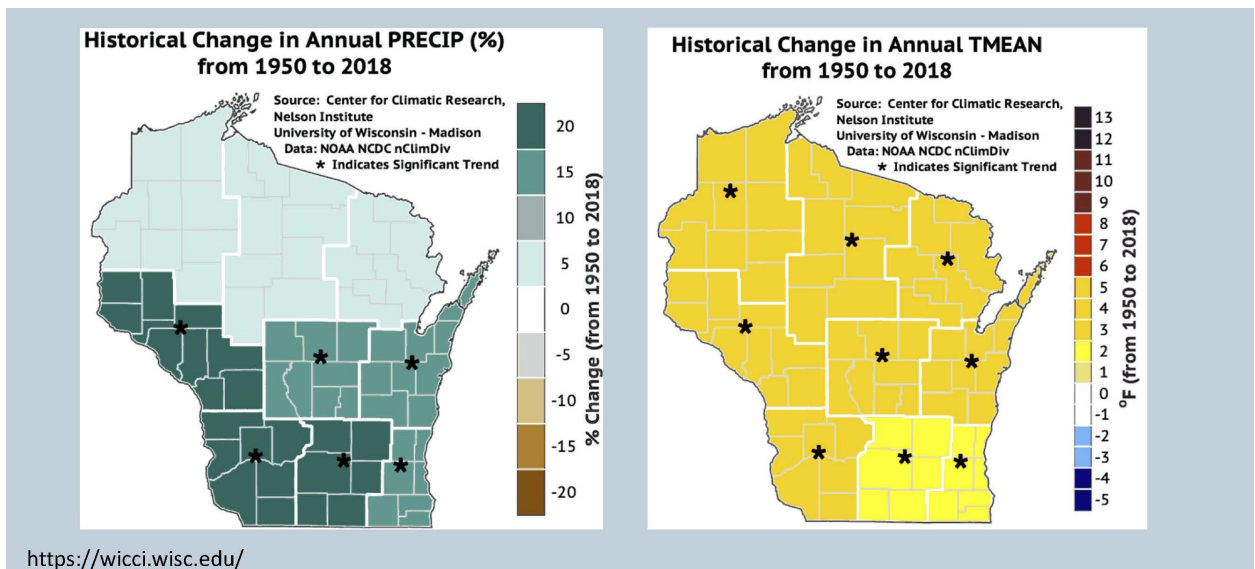 Historical Change in Annual PRECIP (%)
from 1950 to 2018
Source: Center for Climatic Research,
Nelson Institute
University of Wisconsin - Madison
Data: NOAA NCDC nClimDiv
* Indicates Significant Trend
20
15
10
5
0
-5
-10
-15
-20
% Change (from 1950 to 2018)
Historical Change in Annual TMEAN
from 1950 to 2018
Source: Center for Climatic Research,
Nelson Institute
University of Wisconsin - Madison
Data: NOAA NCDC nClimDiv
* Indicates Significant Trend
13
12
11
10
9
8
7
6
5
4
3
2
1
0
-1
-2
-3
-4
-5
ºF (from 1950 to 2018)
https://wicci.wisc.edu/